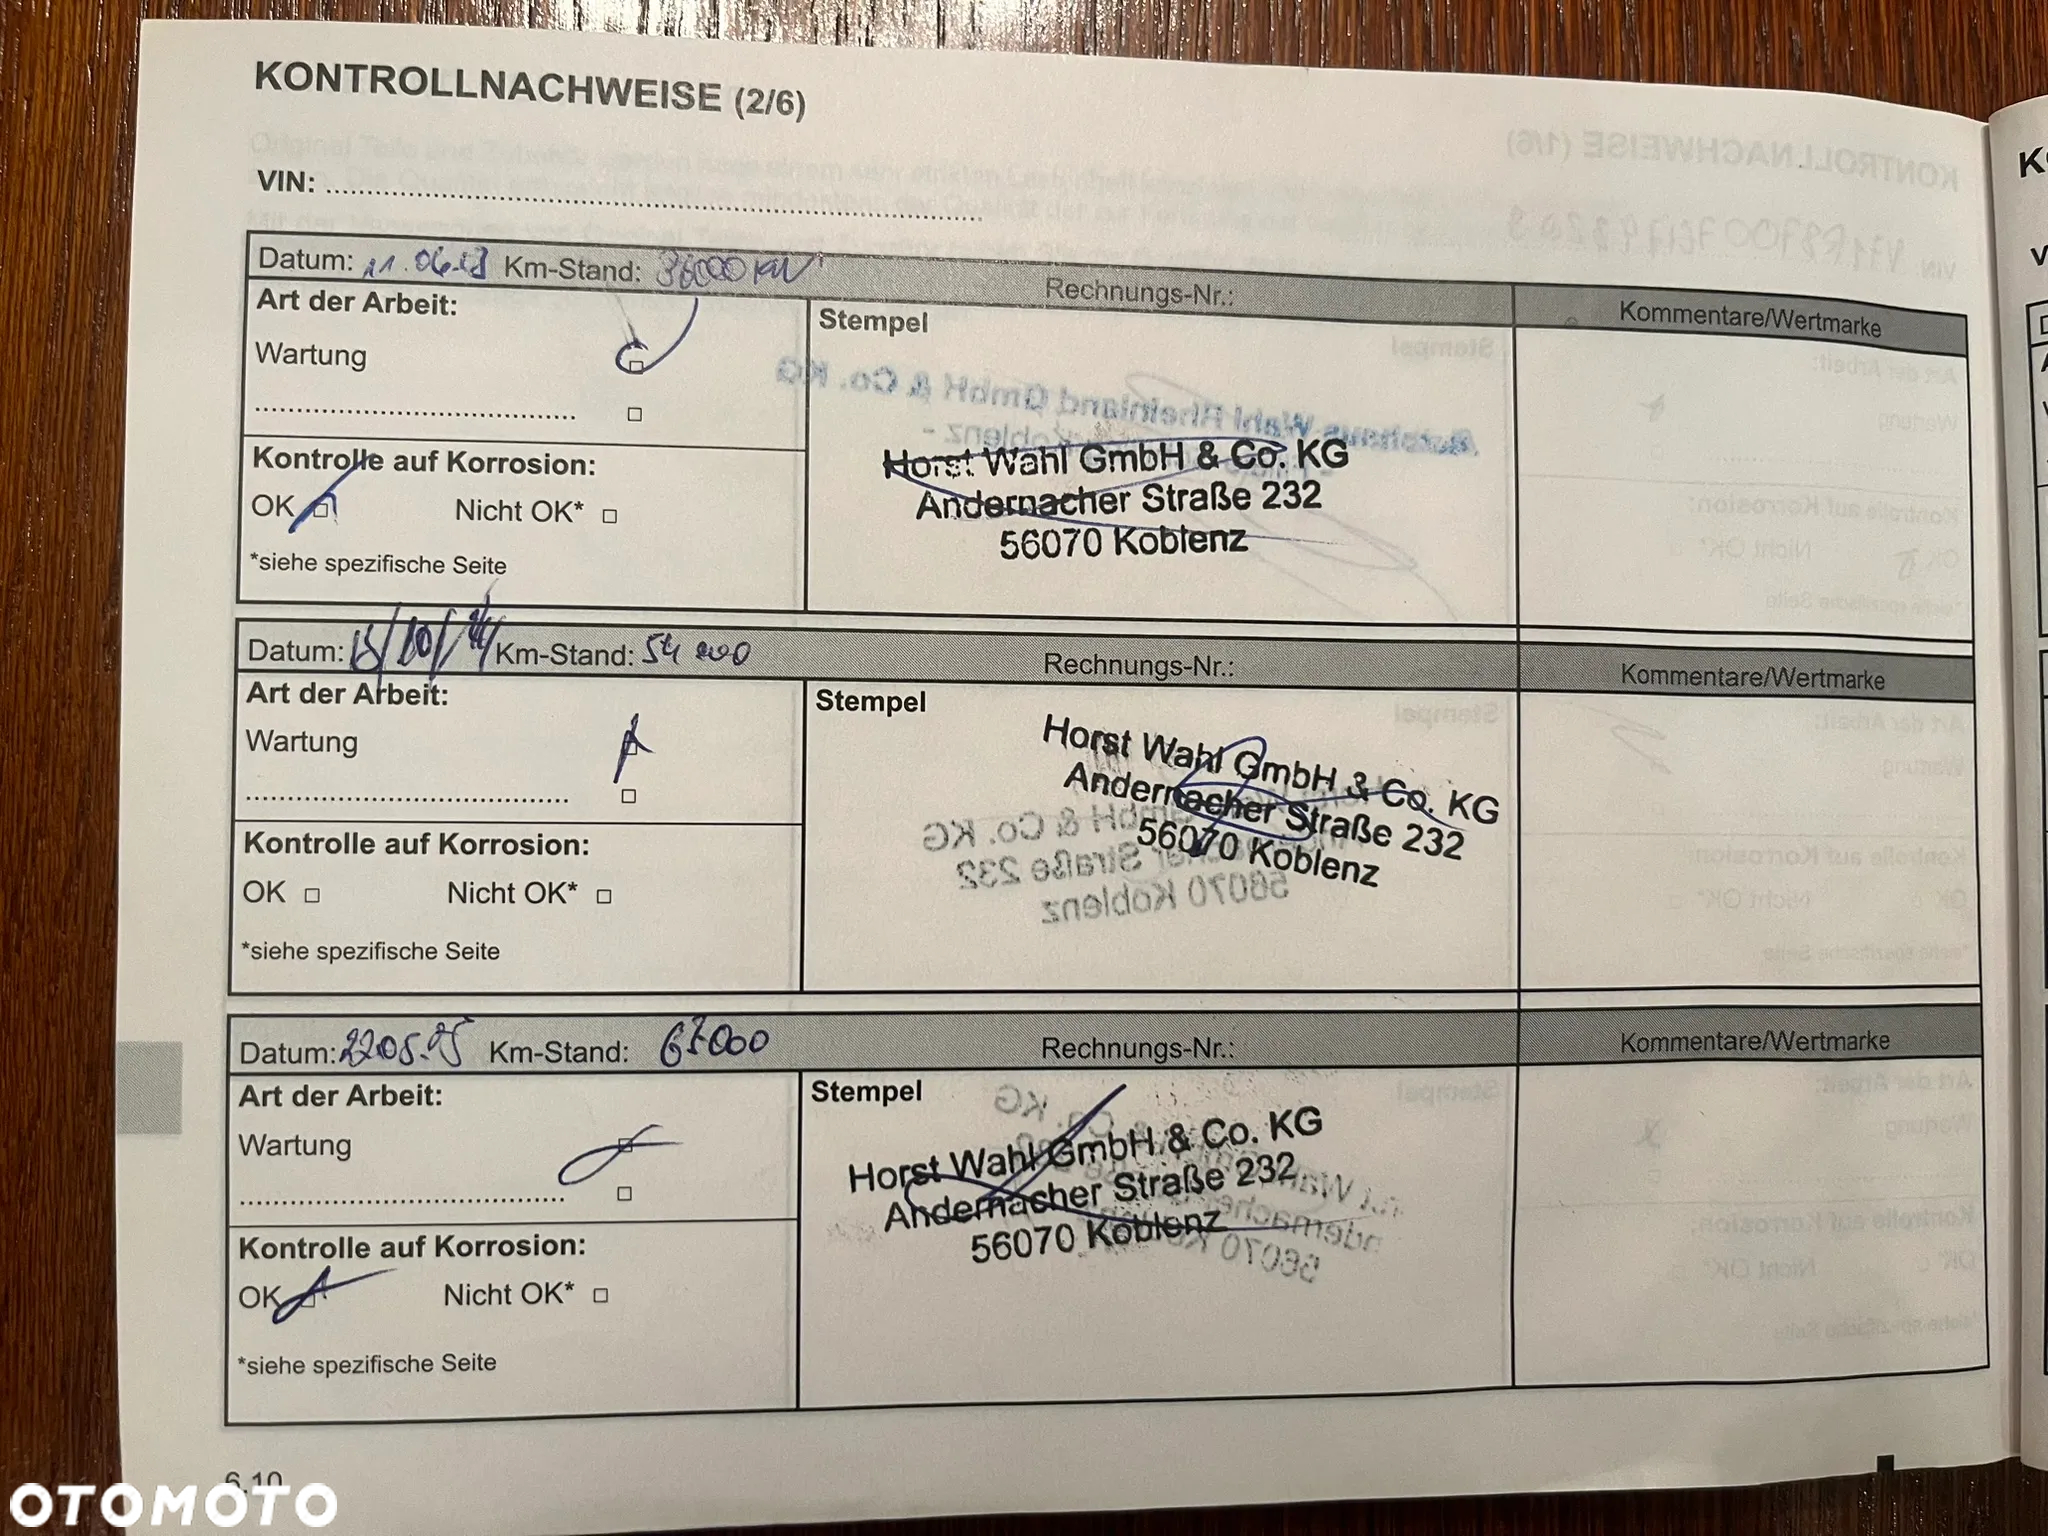 KONTROLLNACHWEISE (2/6)
VIN:
Datum: 11.06.13 Km-Stand: 36000 KM Rechnungs-Nr.: Kommentare/Wertmarke
Art der Arbeit:
Stempel
Wartung
Horst Wahl GmbH & Co. KG
Andernacher Straße 232
56070 Koblenz
Kontrolle auf Korrosion:
OK Nicht OK*
*siehe spezifische Seite
Datum: Km-Stand: 54 000 Rechnungs-Nr.: Kommentare/Wertmarke
Art der Arbeit:
Stempel
Wartung
Horst Wahl GmbH & Co. KG
Andernacher Straße 232
56070 Koblenz
Kontrolle auf Korrosion:
OK Nicht OK*
*siehe spezifische Seite
Datum: 22.05.15 Km-Stand: Rechnungs-Nr.: Kommentare/Wertmarke
Art der Arbeit:
Stempel
Wartung
Horst Wahl GmbH & Co. KG
Andernacher Straße 232
56070 Koblenz
Kontrolle auf Korrosion:
OK Nicht OK*
*siehe spezifische Seite
6.10
OTOMOTO